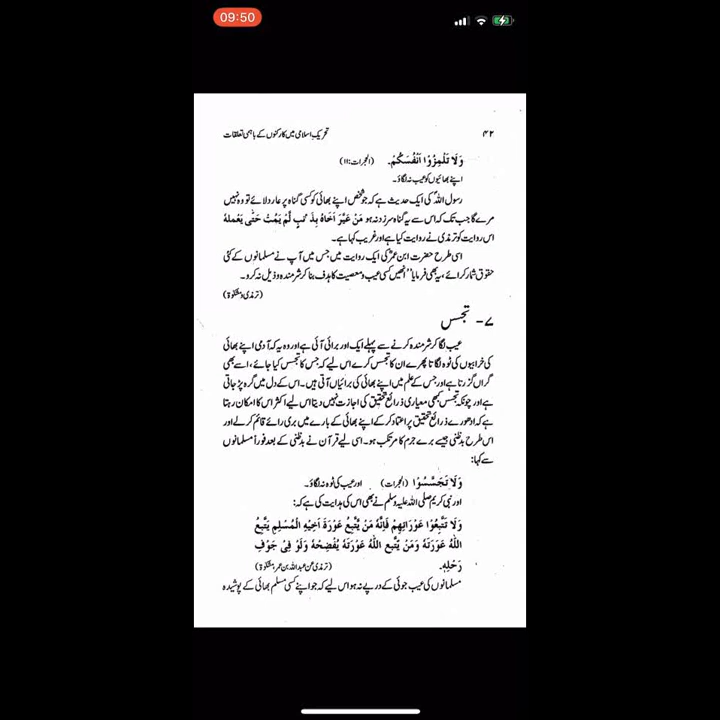 09:50
۴۲ تحریک اسلامی میں کارکنوں کے باہمی تعلقات
وَلَا تَلْمِزُوْا اَنْفُسَكُمْ۔ (الحجرات:۱۱)
اپنے بھائیوں کو عیب نہ لگاؤ۔
رسول اللہؐ کی ایک حدیث ہے کہ جو شخص اپنے بھائی کو کسی گناہ پر عار دلائے تو وہ نہیں
مرے گا جب تک کہ اس سے یہ گناہ سرزد نہ ہو مَنْ عَيَّرَ اَخَاهُ بِذَنْبٍ لَّمْ يَمُتْ حَتّٰى يَعْمَلَهٗ
اس روایت کو ترمذی نے روایت کیا ہے اور غریب کہا ہے۔
اسی طرح حضرت ابن عمرؓ کی ایک روایت میں جس میں آپ نے مسلمانوں کے کئی
حقوق شمار کرائے، یہ بھی فرمایا ”انھیں کسی عیب و معصیت کا ہدف بنا کر شرمندہ و ذلیل نہ کرو۔
(ترمذی و مشکوٰۃ)
۷- تجسس
عیب لگا کر شرمندہ کرنے سے پہلے ایک اور برائی آتی ہے اور وہ یہ کہ آدمی اپنے بھائی
کی خرابیوں کی ٹوہ لگاتا پھرے ان کا تجسس کرے اس لیے کہ جس کا تجسس کیا جائے، اسے بھی
گراں گزرتا ہے اور جس کے علم میں اپنے بھائی کی برائیاں آتی ہیں۔ اس کے دل میں گرہ پڑ جاتی
ہے اور چونکہ تجسس کبھی معیاری ذرائع تحقیق کی اجازت نہیں دیتا اس لیے اکثر اس کا امکان رہتا
ہے کہ ادھورے ذرائع تحقیق پر اعتماد کر کے اپنے بھائی کے بارے میں بری رائے قائم کر لے اور
اس طرح بدظنی جیسے برے جرم کا مرتکب ہو۔ اسی لیے قرآن نے بدظنی کے بعد فوراً مسلمانوں
سے کہا:
وَلَا تَجَسَّسُوْا (الحجرات) اور عیب کی ٹوہ نہ لگاؤ۔
اور نبی کریم صلی اللہ علیہ وسلم نے بھی اس کی ہدایت کی ہے کہ:
وَلَا تَتَّبِعُوْا عَوْرَاتِهِمْ فَاِنَّهٗ مَنْ يَّتَّبِعُ عَوْرَةَ اَخِيْهِ الْمُسْلِمِ يَتَّبِعُ
اللّٰهُ عَوْرَتَهٗ وَمَنْ يَّتَّبِعِ اللّٰهُ عَوْرَتَهٗ يُفْضِحْهُ وَلَوْ فِيْ جَوْفِ
رَحْلِهٖ۔ (ترمذی عن عبداللہ بن عمر، مشکوٰۃ)
مسلمانوں کی عیب جوئی کے درپے نہ ہو اس لیے کہ جو اپنے کسی مسلم بھائی کے پوشیدہ